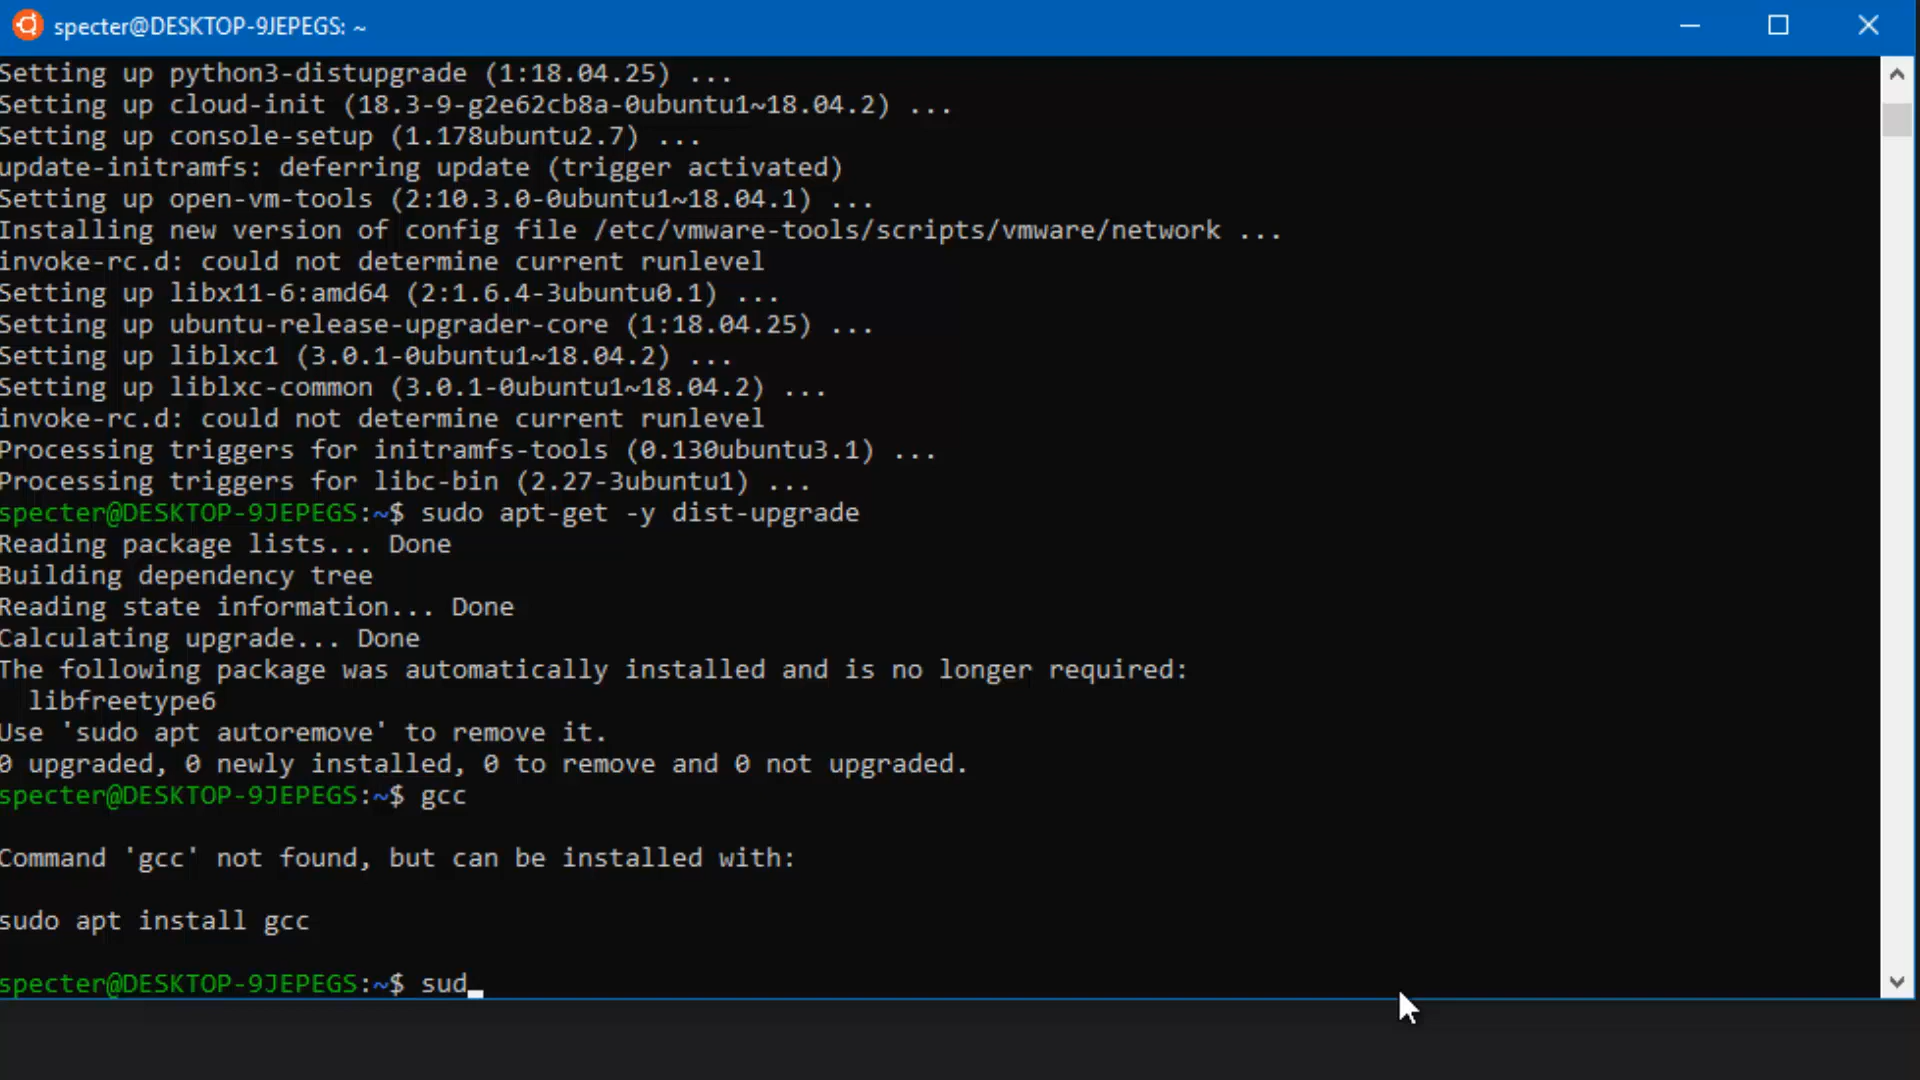 specter@DESKTOP-9JEPEGS: ~
Setting up python3-distupgrade (1:18.04.25) ...
Setting up cloud-init (18.3-9-g2e62cb8a-0ubuntu1~18.04.2) ...
Setting up console-setup (1.178ubuntu2.7) ...
update-initramfs: deferring update (trigger activated)
Setting up open-vm-tools (2:10.3.0-0ubuntu1~18.04.1) ...
Installing new version of config file /etc/vmware-tools/scripts/vmware/network ...
invoke-rc.d: could not determine current runlevel
Setting up libx11-6:amd64 (2:1.6.4-3ubuntu0.1) ...
Setting up ubuntu-release-upgrader-core (1:18.04.25) ...
Setting up liblxc1 (3.0.1-0ubuntu1~18.04.2) ...
Setting up liblxc-common (3.0.1-0ubuntu1~18.04.2) ...
invoke-rc.d: could not determine current runlevel
Processing triggers for initramfs-tools (0.130ubuntu3.1) ...
Processing triggers for libc-bin (2.27-3ubuntu1) ...
specter@DESKTOP-9JEPEGS:~$ sudo apt-get -y dist-upgrade
Reading package lists... Done
Building dependency tree
Reading state information... Done
Calculating upgrade... Done
The following package was automatically installed and is no longer required:
  libfreetype6
Use 'sudo apt autoremove' to remove it.
0 upgraded, 0 newly installed, 0 to remove and 0 not upgraded.
specter@DESKTOP-9JEPEGS:~$ gcc
Command 'gcc' not found, but can be installed with:
sudo apt install gcc
specter@DESKTOP-9JEPEGS:~$ sud